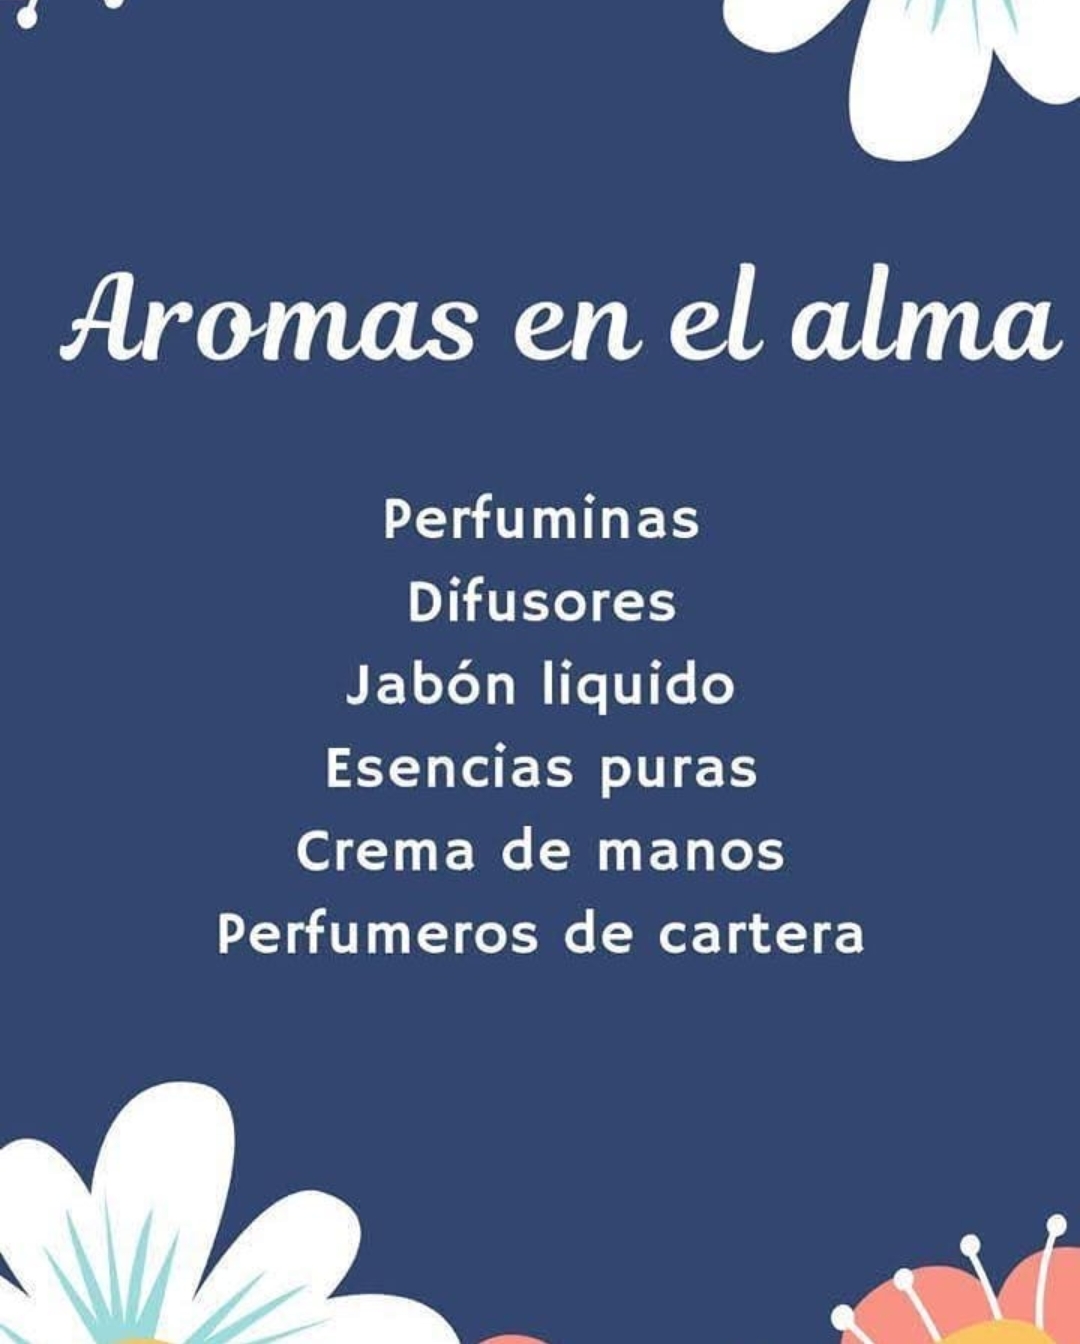 Aromas en el alma
Perfuminas
Difusores
Jabón liquido
Esencias puras
Crema de manos
Perfumeros de cartera